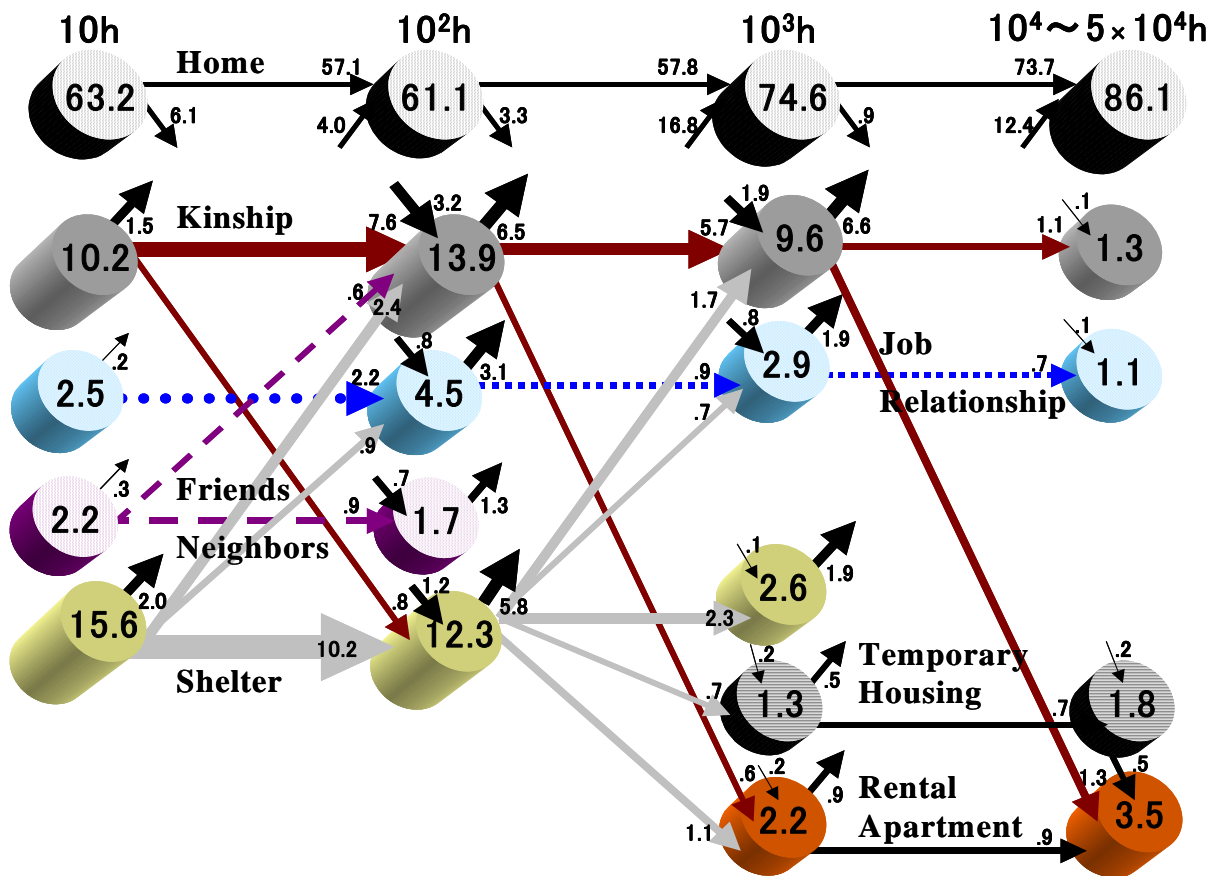 10h 10²h 10³h 10⁴～5×10⁴h
Home 57.1 57.8 73.7
63.2 61.1 74.6 86.1
6.1 4.0 3.3 16.8 .9 12.4
1.5 Kinship 7.6 3.2 6.5 5.7 1.9 6.6 1.1 .1
10.2 13.9 9.6 1.3
.6 2.4 1.7
.2 .8 3.1 .8 1.9 Job .1
2.5 2.2 4.5 .9 2.9 .7 1.1
Relationship
.9 .7
.3 Friends .7 1.3
2.2 .9 1.7
Neighbors
2.0 .8 1.2 5.8 .1 1.9
15.6 12.3 2.6
10.2 2.3
Shelter
.2 .5 Temporary .2
Housing
.7 1.3 .7 1.8
.6 .2 .9 Rental 1.3 .5
2.2 3.5
1.1 Apartment .9